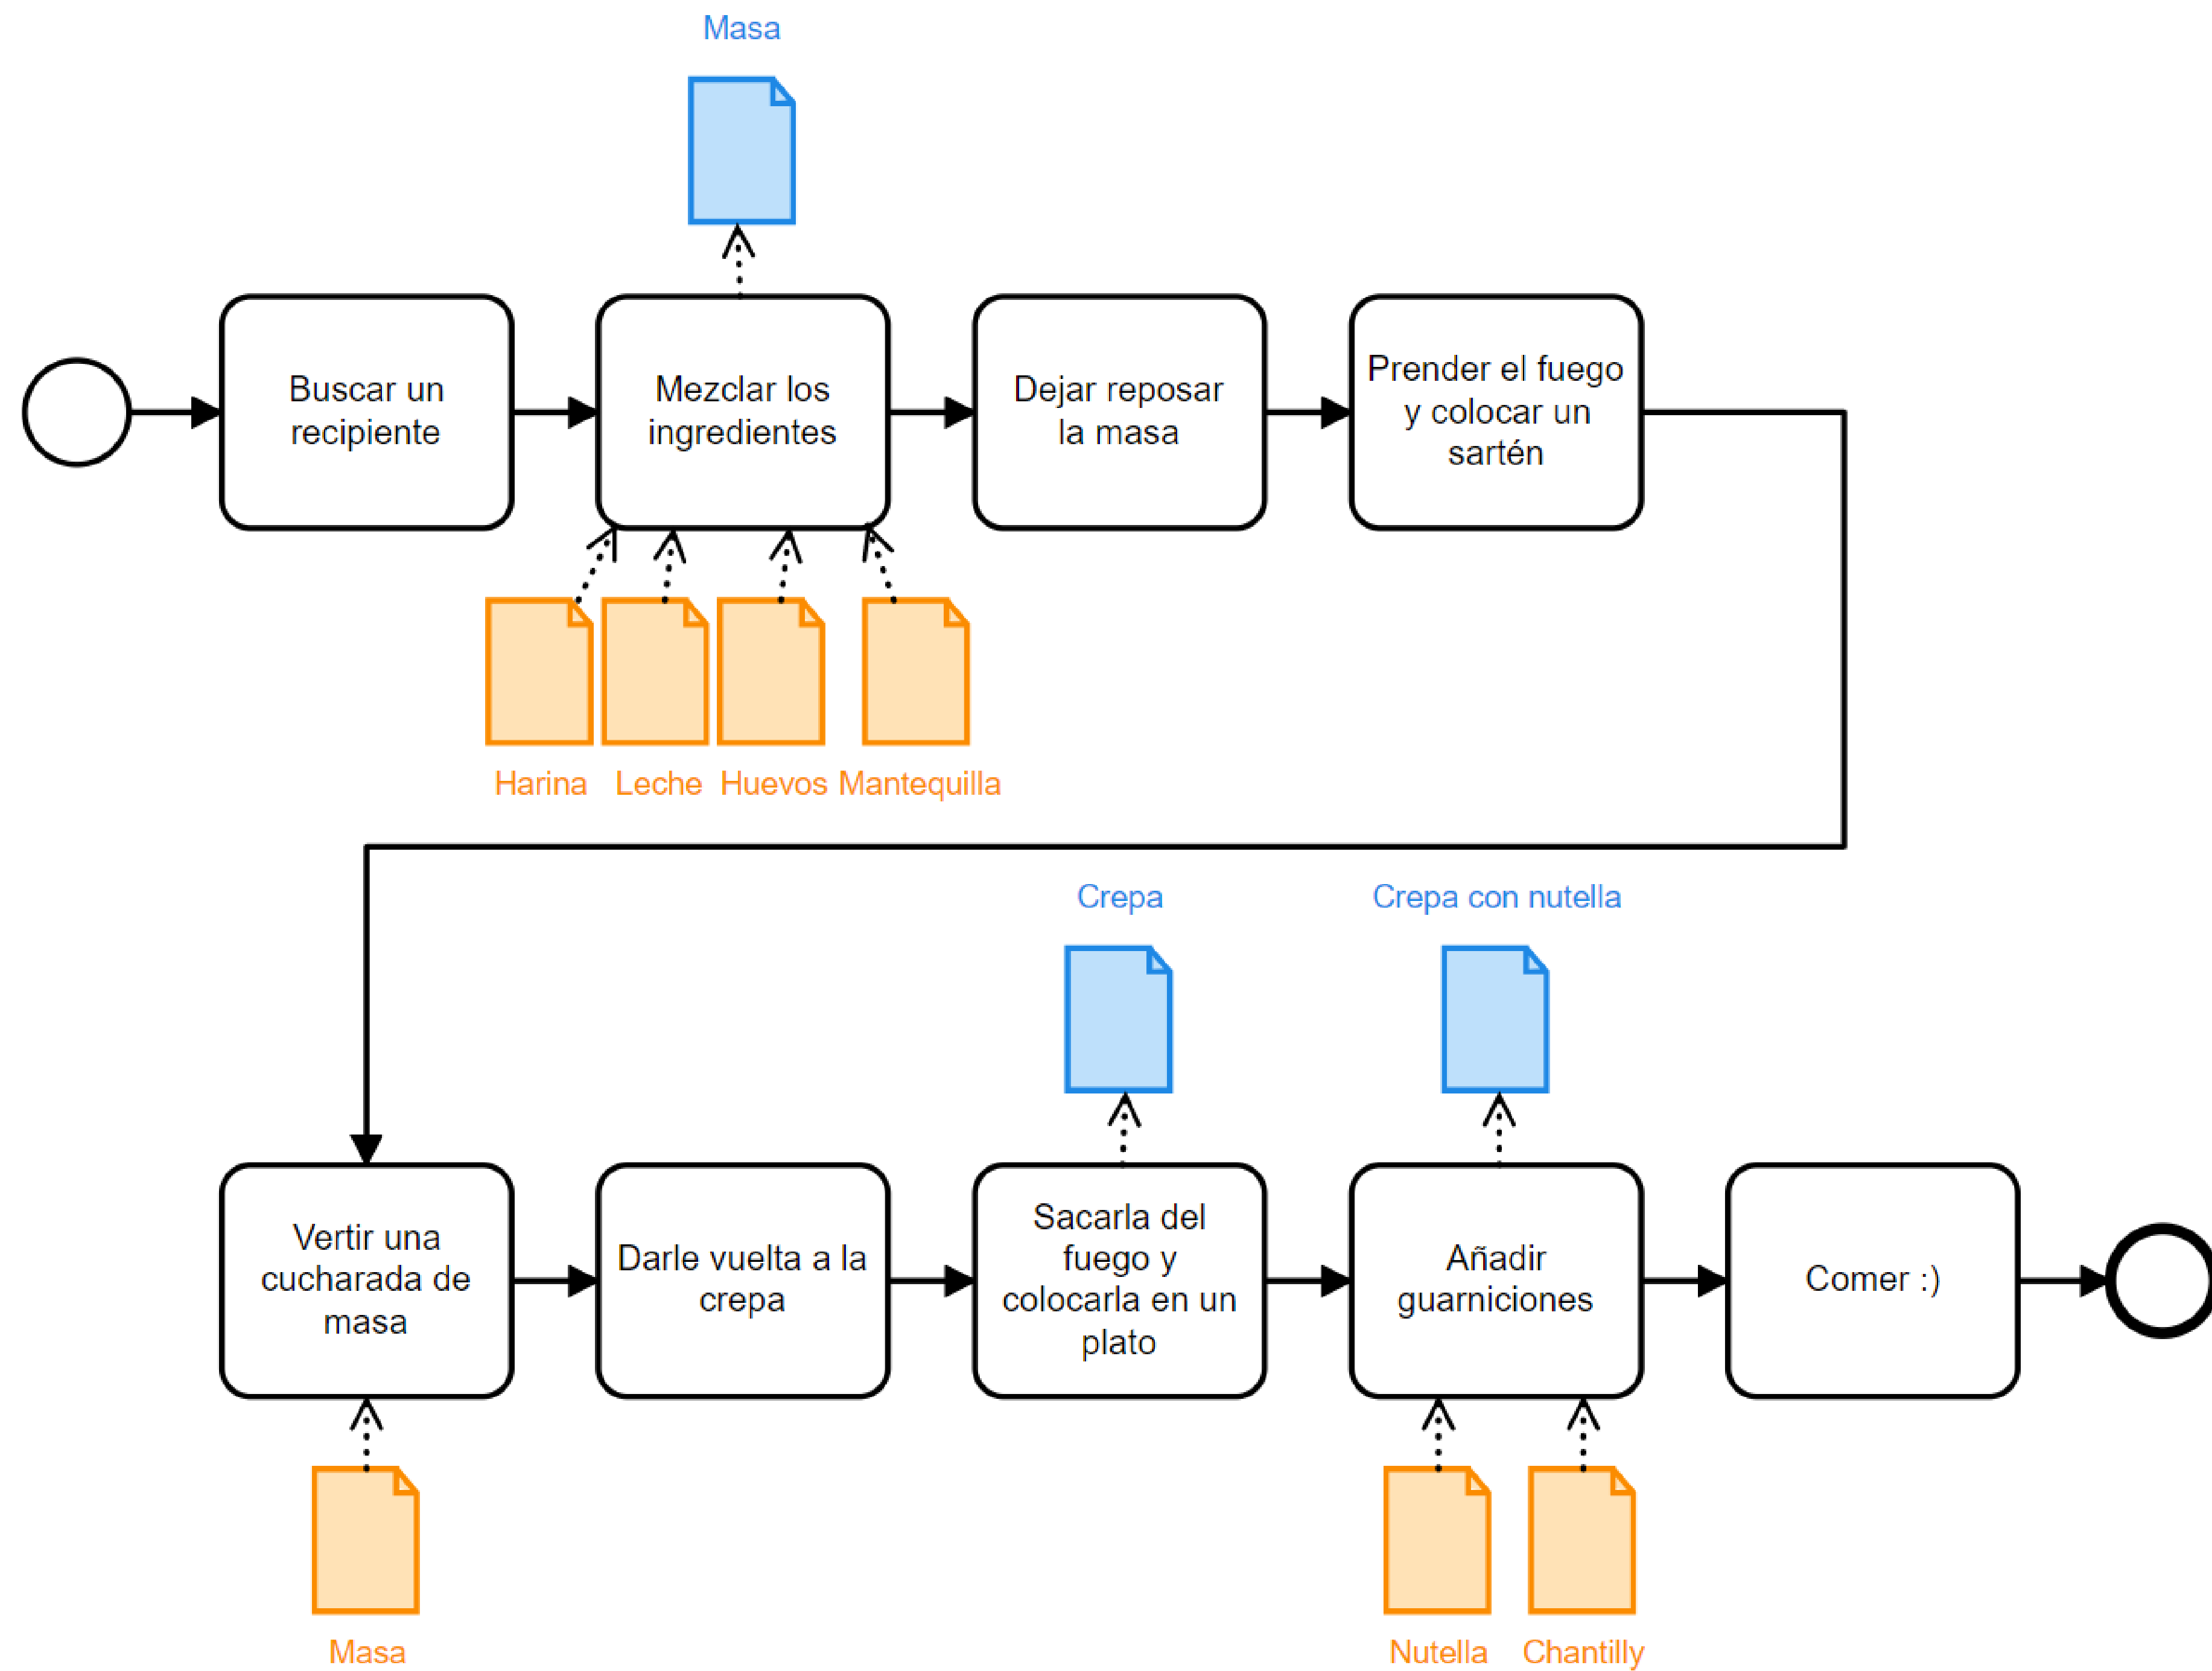 Masa
Buscar un
recipiente
Mezclar los
ingredientes
Dejar reposar
la masa
Prender el fuego
y colocar un
sartén
Harina
Leche
Huevos
Mantequilla
Crepa
Crepa con nutella
Vertir una
cucharada de
masa
Darle vuelta a la
crepa
Sacarla del
fuego y
colocarla en un
plato
Añadir
guarniciones
Comer :)
Masa
Nutella
Chantilly